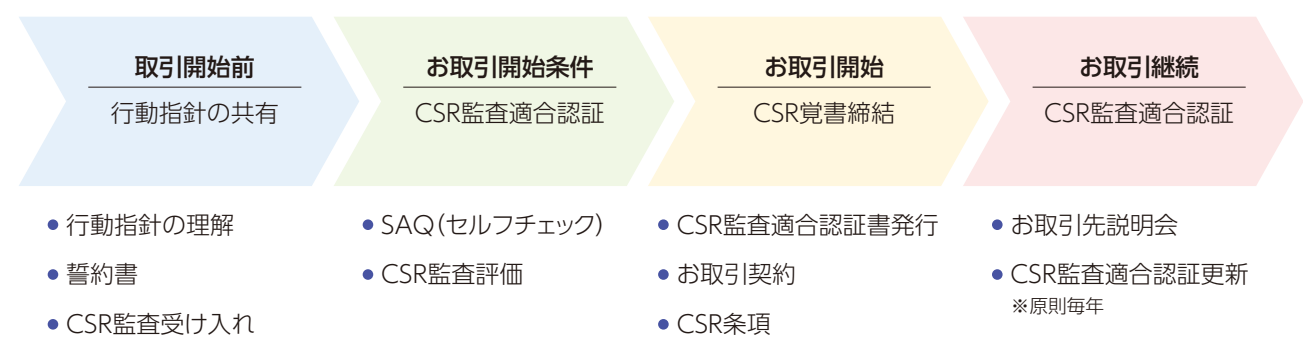 取引開始前
行動指針の共有
お取引開始条件
CSR監査適合認証
お取引開始
CSR覚書締結
お取引継続
CSR監査適合認証
● 行動指針の理解
● 誓約書
● CSR監査受け入れ
● SAQ(セルフチェック)
● CSR監査評価
● CSR監査適合認証書発行
● お取引契約
● CSR条項
● お取引先説明会
● CSR監査適合認証更新
※原則毎年